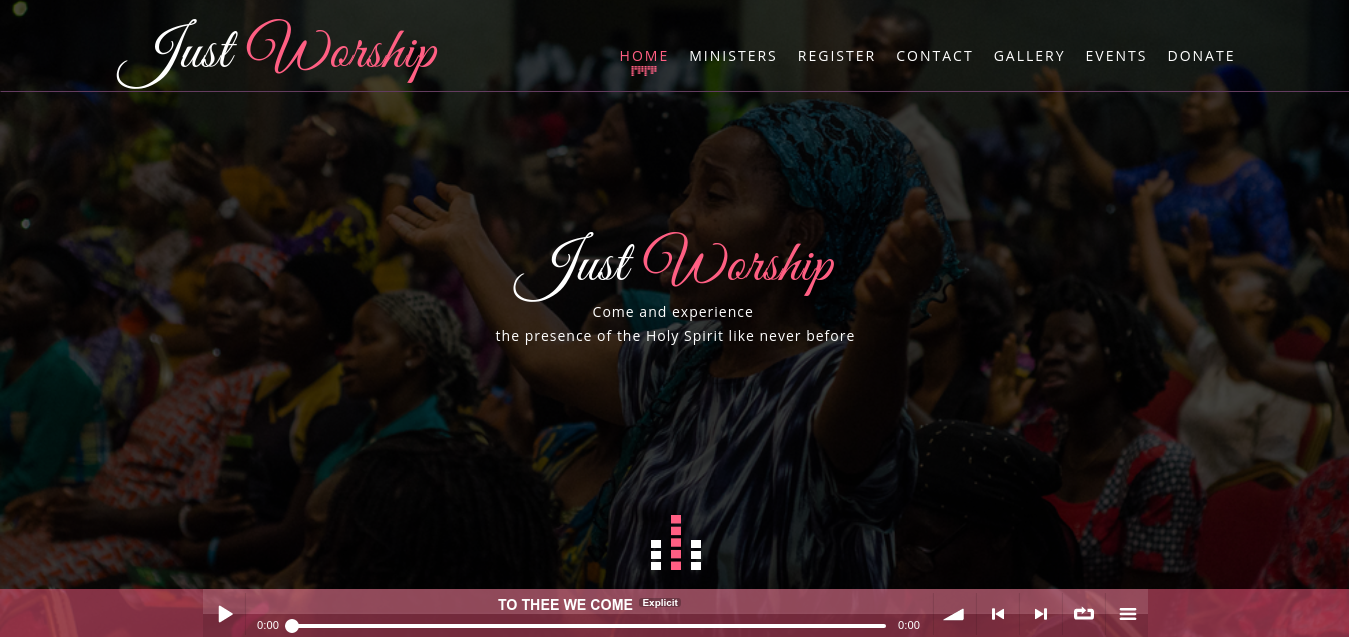 Just Worship
HOME MINISTERS REGISTER CONTACT GALLERY EVENTS DONATE
Just Worship
Come and experience
the presence of the Holy Spirit like never before
TO THEE WE COME Explicit
0:00 0:00